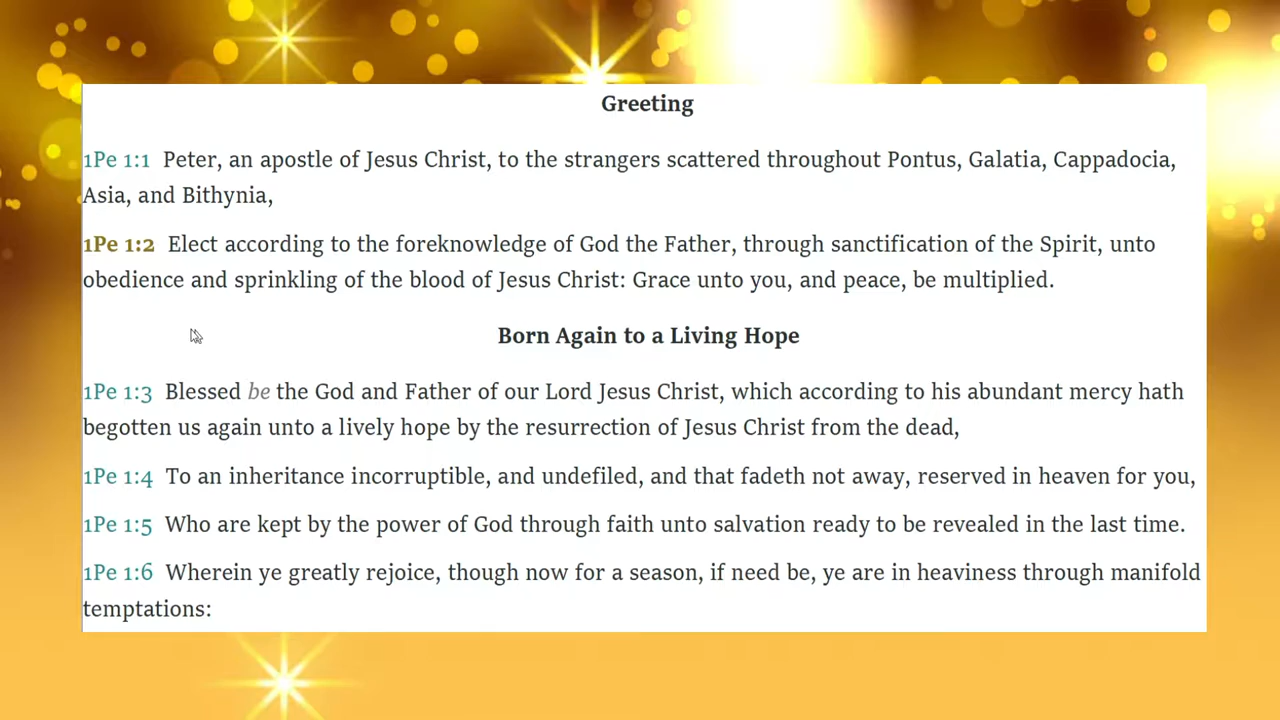 Greeting
1Pe 1:1 Peter, an apostle of Jesus Christ, to the strangers scattered throughout Pontus, Galatia, Cappadocia,
Asia, and Bithynia,
1Pe 1:2 Elect according to the foreknowledge of God the Father, through sanctification of the Spirit, unto
obedience and sprinkling of the blood of Jesus Christ: Grace unto you, and peace, be multiplied.
Born Again to a Living Hope
1Pe 1:3 Blessed be the God and Father of our Lord Jesus Christ, which according to his abundant mercy hath
begotten us again unto a lively hope by the resurrection of Jesus Christ from the dead,
1Pe 1:4 To an inheritance incorruptible, and undefiled, and that fadeth not away, reserved in heaven for you,
1Pe 1:5 Who are kept by the power of God through faith unto salvation ready to be revealed in the last time.
1Pe 1:6 Wherein ye greatly rejoice, though now for a season, if need be, ye are in heaviness through manifold
temptations: